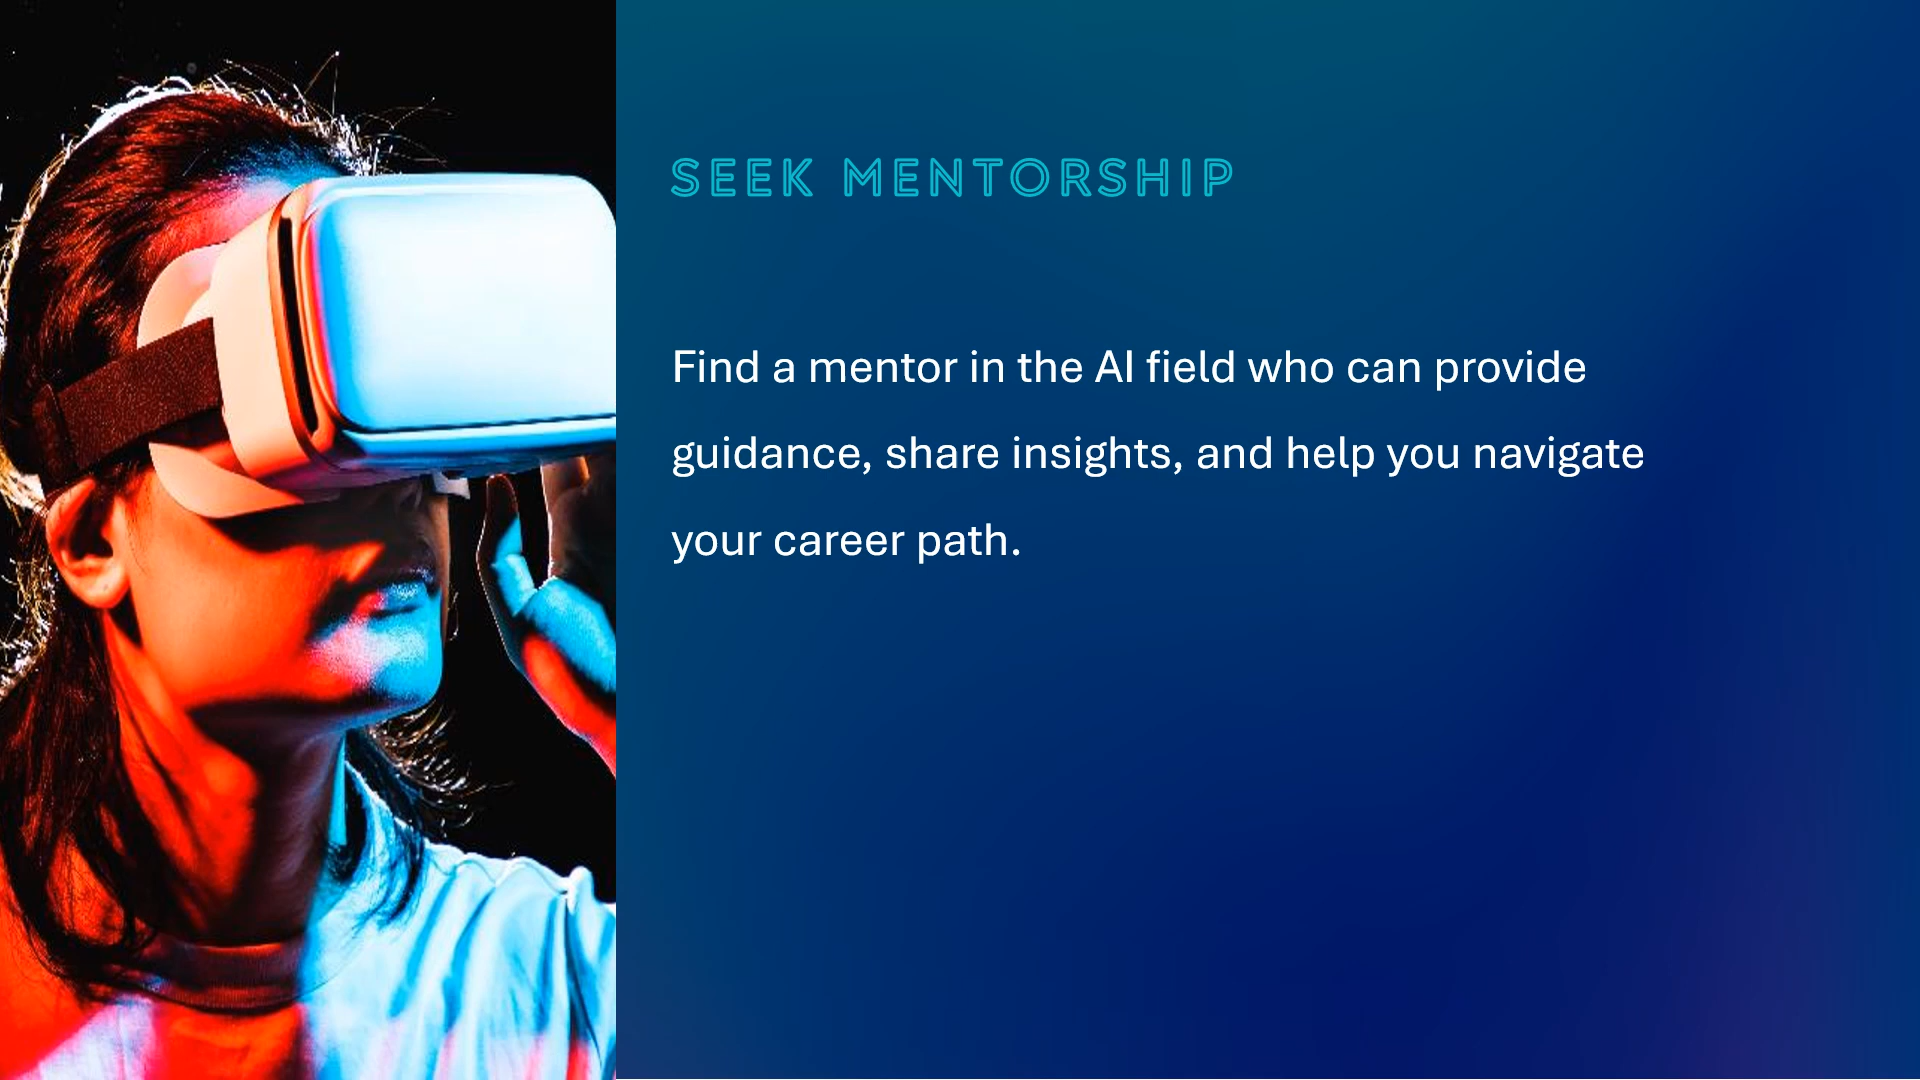 SEEK MENTORSHIP
Find a mentor in the AI field who can provide
guidance, share insights, and help you navigate
your career path.